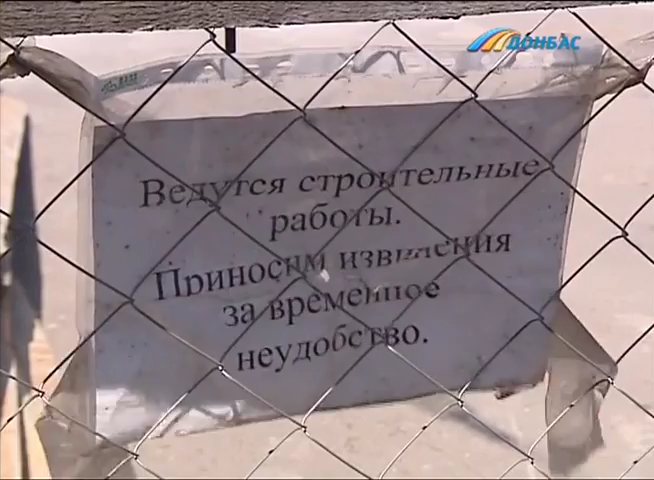 ДОНБАС
Ведутся строительные
работы.
Приносим извинения
за временное
неудобство.